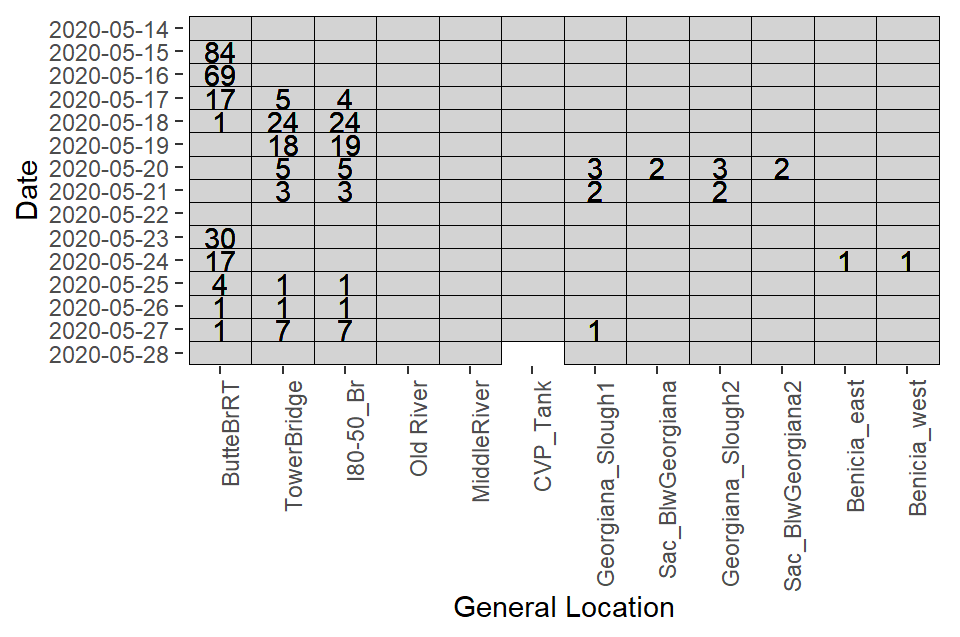 2020-05-14
2020-05-15 84
2020-05-16 69
2020-05-17 17 5 4
2020-05-18 1 24 24
2020-05-19 18 19
2020-05-20 5 5 3 2 3 2
2020-05-21 3 3 2 2
2020-05-22
2020-05-23 30
2020-05-24 17 1 1
2020-05-25 4 1 1
2020-05-26 1 1 1
2020-05-27 1 7 7 1
2020-05-28
Date
ButteBrRT
TowerBridge
I80-50_Br
Old River
MiddleRiver
CVP_Tank
Georgiana_Slough1
Sac_BlwGeorgiana
Georgiana_Slough2
Sac_BlwGeorgiana2
Benicia_east
Benicia_west
General Location